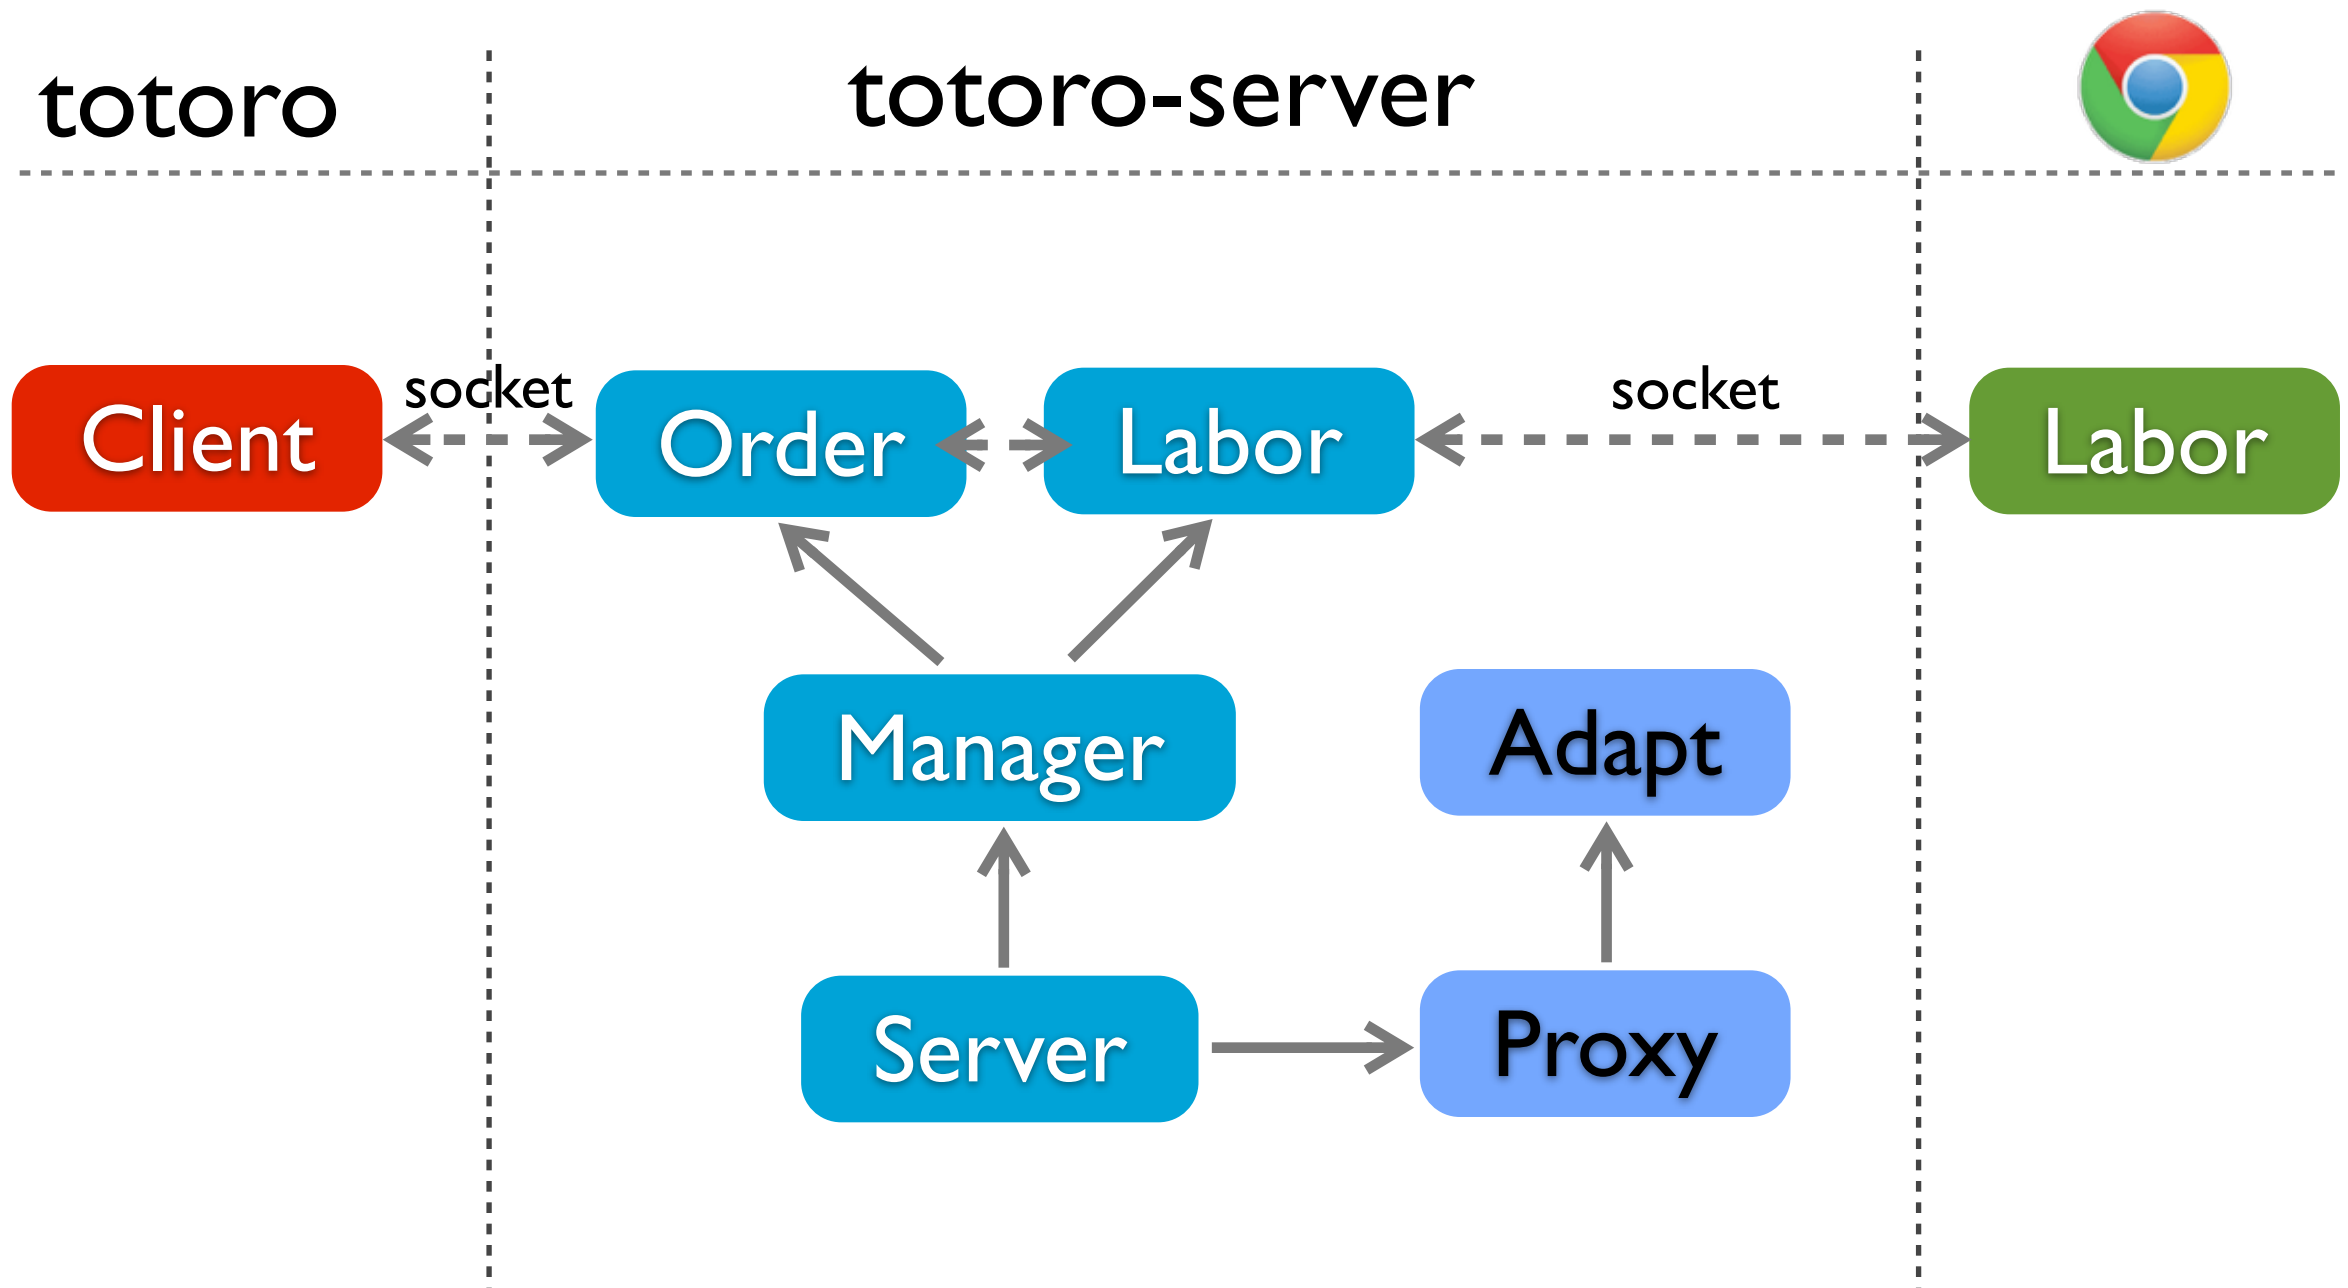 totoro
totoro-server
socket
socket
Client
Order
Labor
Labor
Manager
Adapt
Server
Proxy